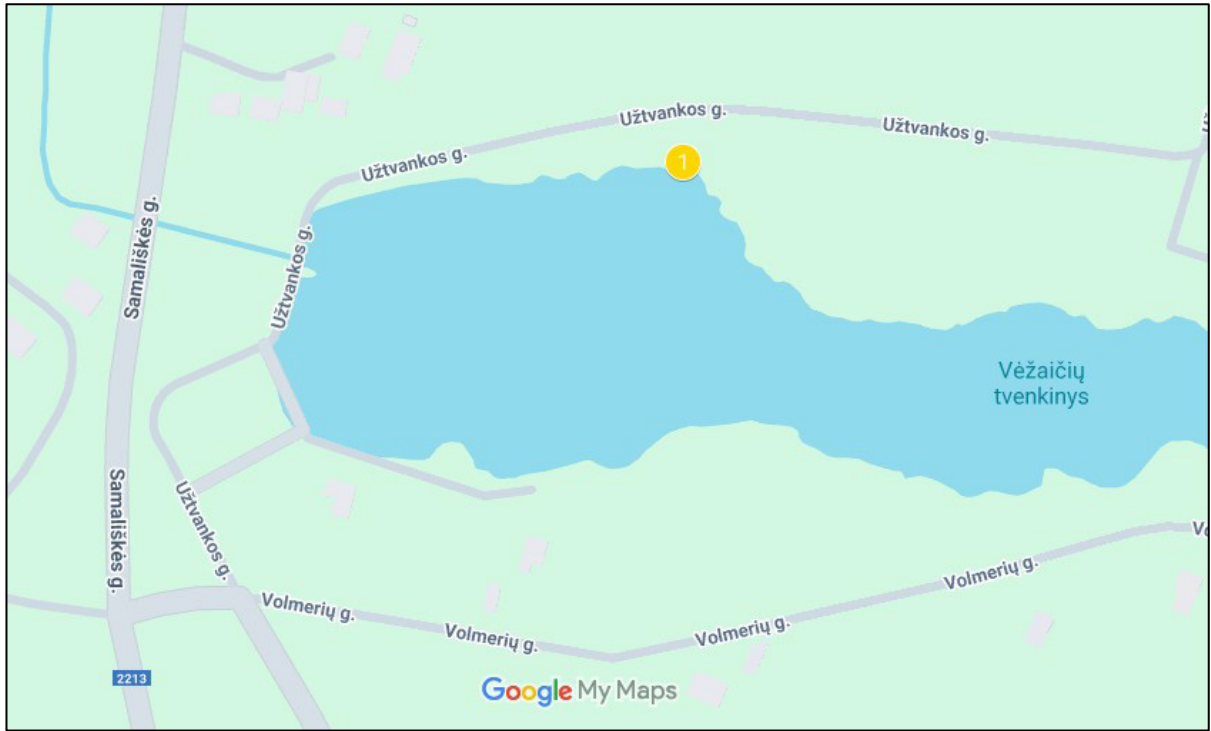 Užtvankos g.
Užtvankos g.
Užtvankos g.
1
Samališkės g.
Užtvankos g.
Vėžaičių
tvenkinys
Samališkės g.
Užtvankos g.
Volmerių g.
Volmerių g.
Volmerių g.
Volmerių g.
2213
Google My Maps